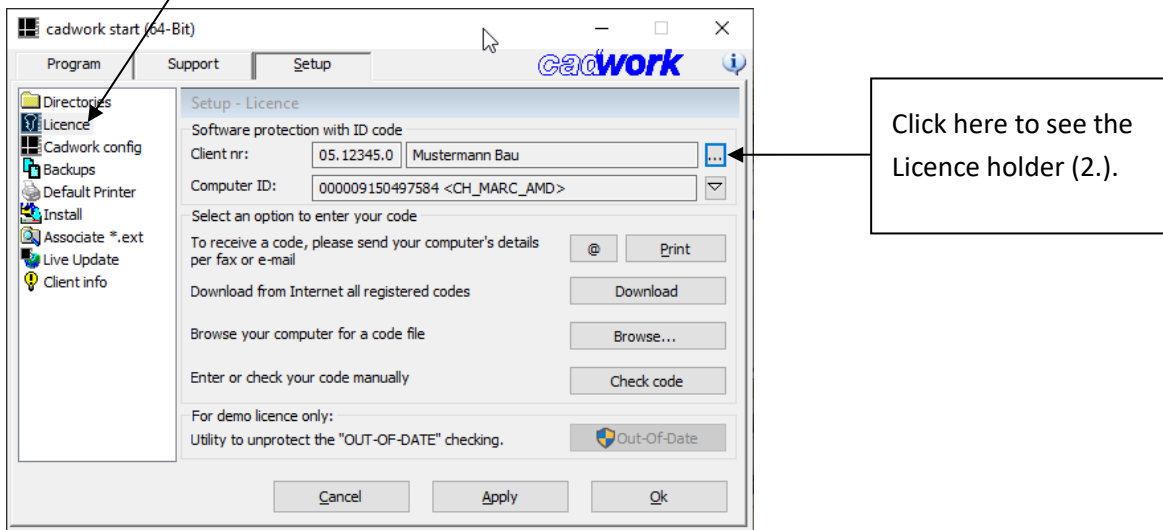 cadwork start (64-Bit)
Program Support Setup cadwork
Directories
Licence
Cadwork config
Backups
Default Printer
Install
Associate *.ext
Live Update
Client info
Setup - Licence
Software protection with ID code
Client nr: 05.12345.0 Mustermann Bau ...
Computer ID: 000009150497584 <CH_MARC_AMD>
Select an option to enter your code
To receive a code, please send your computer's details
per fax or e-mail
@ Print
Download from Internet all registered codes Download
Browse your computer for a code file Browse...
Enter or check your code manually Check code
For demo licence only:
Utility to unprotect the "OUT-OF-DATE" checking. Out-Of-Date
Cancel Apply Ok
Click here to see the
Licence holder (2.).